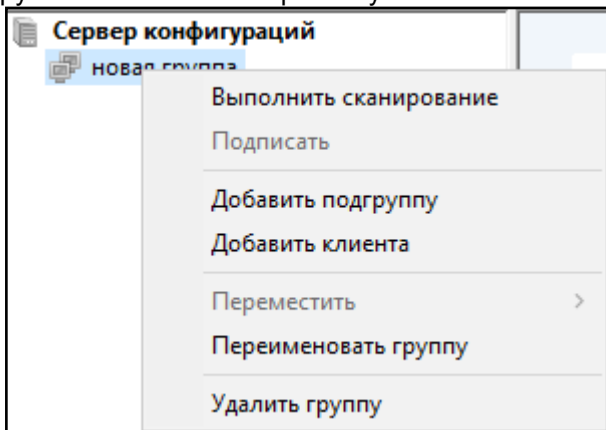 Сервер конфигураций
новая группа
Выполнить сканирование
Подписать
Добавить подгруппу
Добавить клиента
Переместить
Переименовать группу
Удалить группу